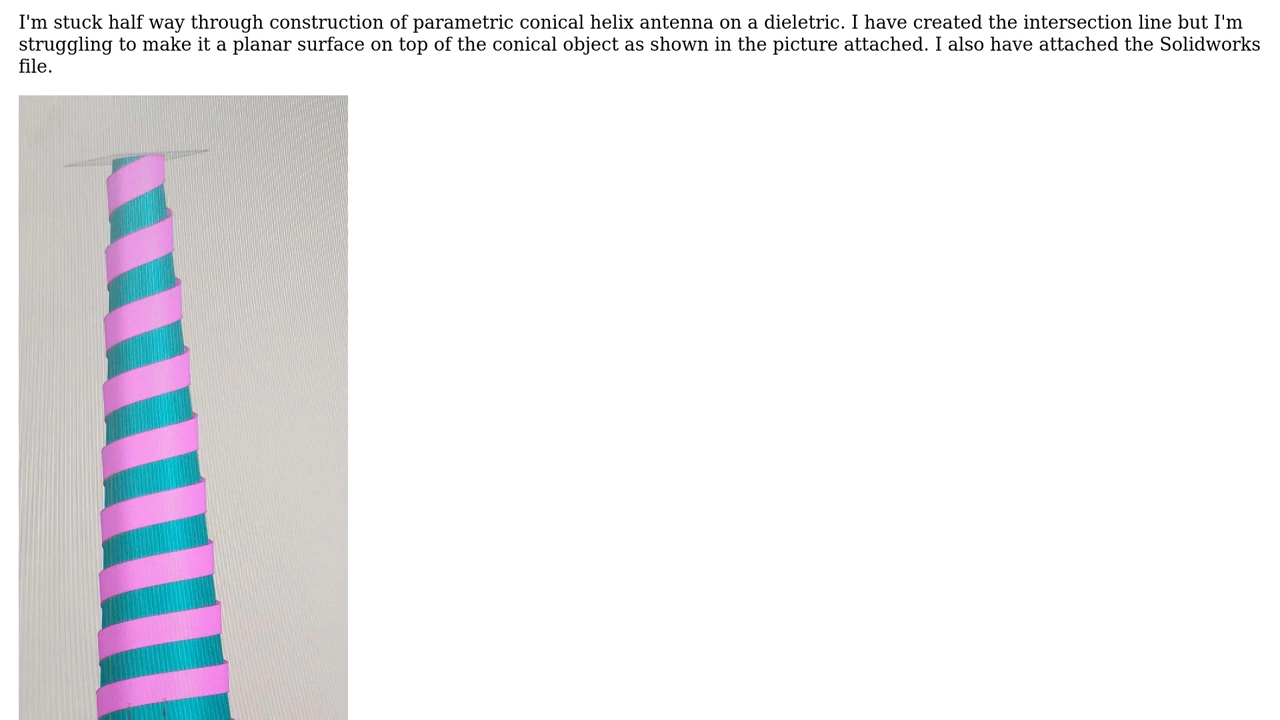 I'm stuck half way through construction of parametric conical helix antenna on a dieletric. I have created the intersection line but I'm
struggling to make it a planar surface on top of the conical object as shown in the picture attached. I also have attached the Solidworks
file.